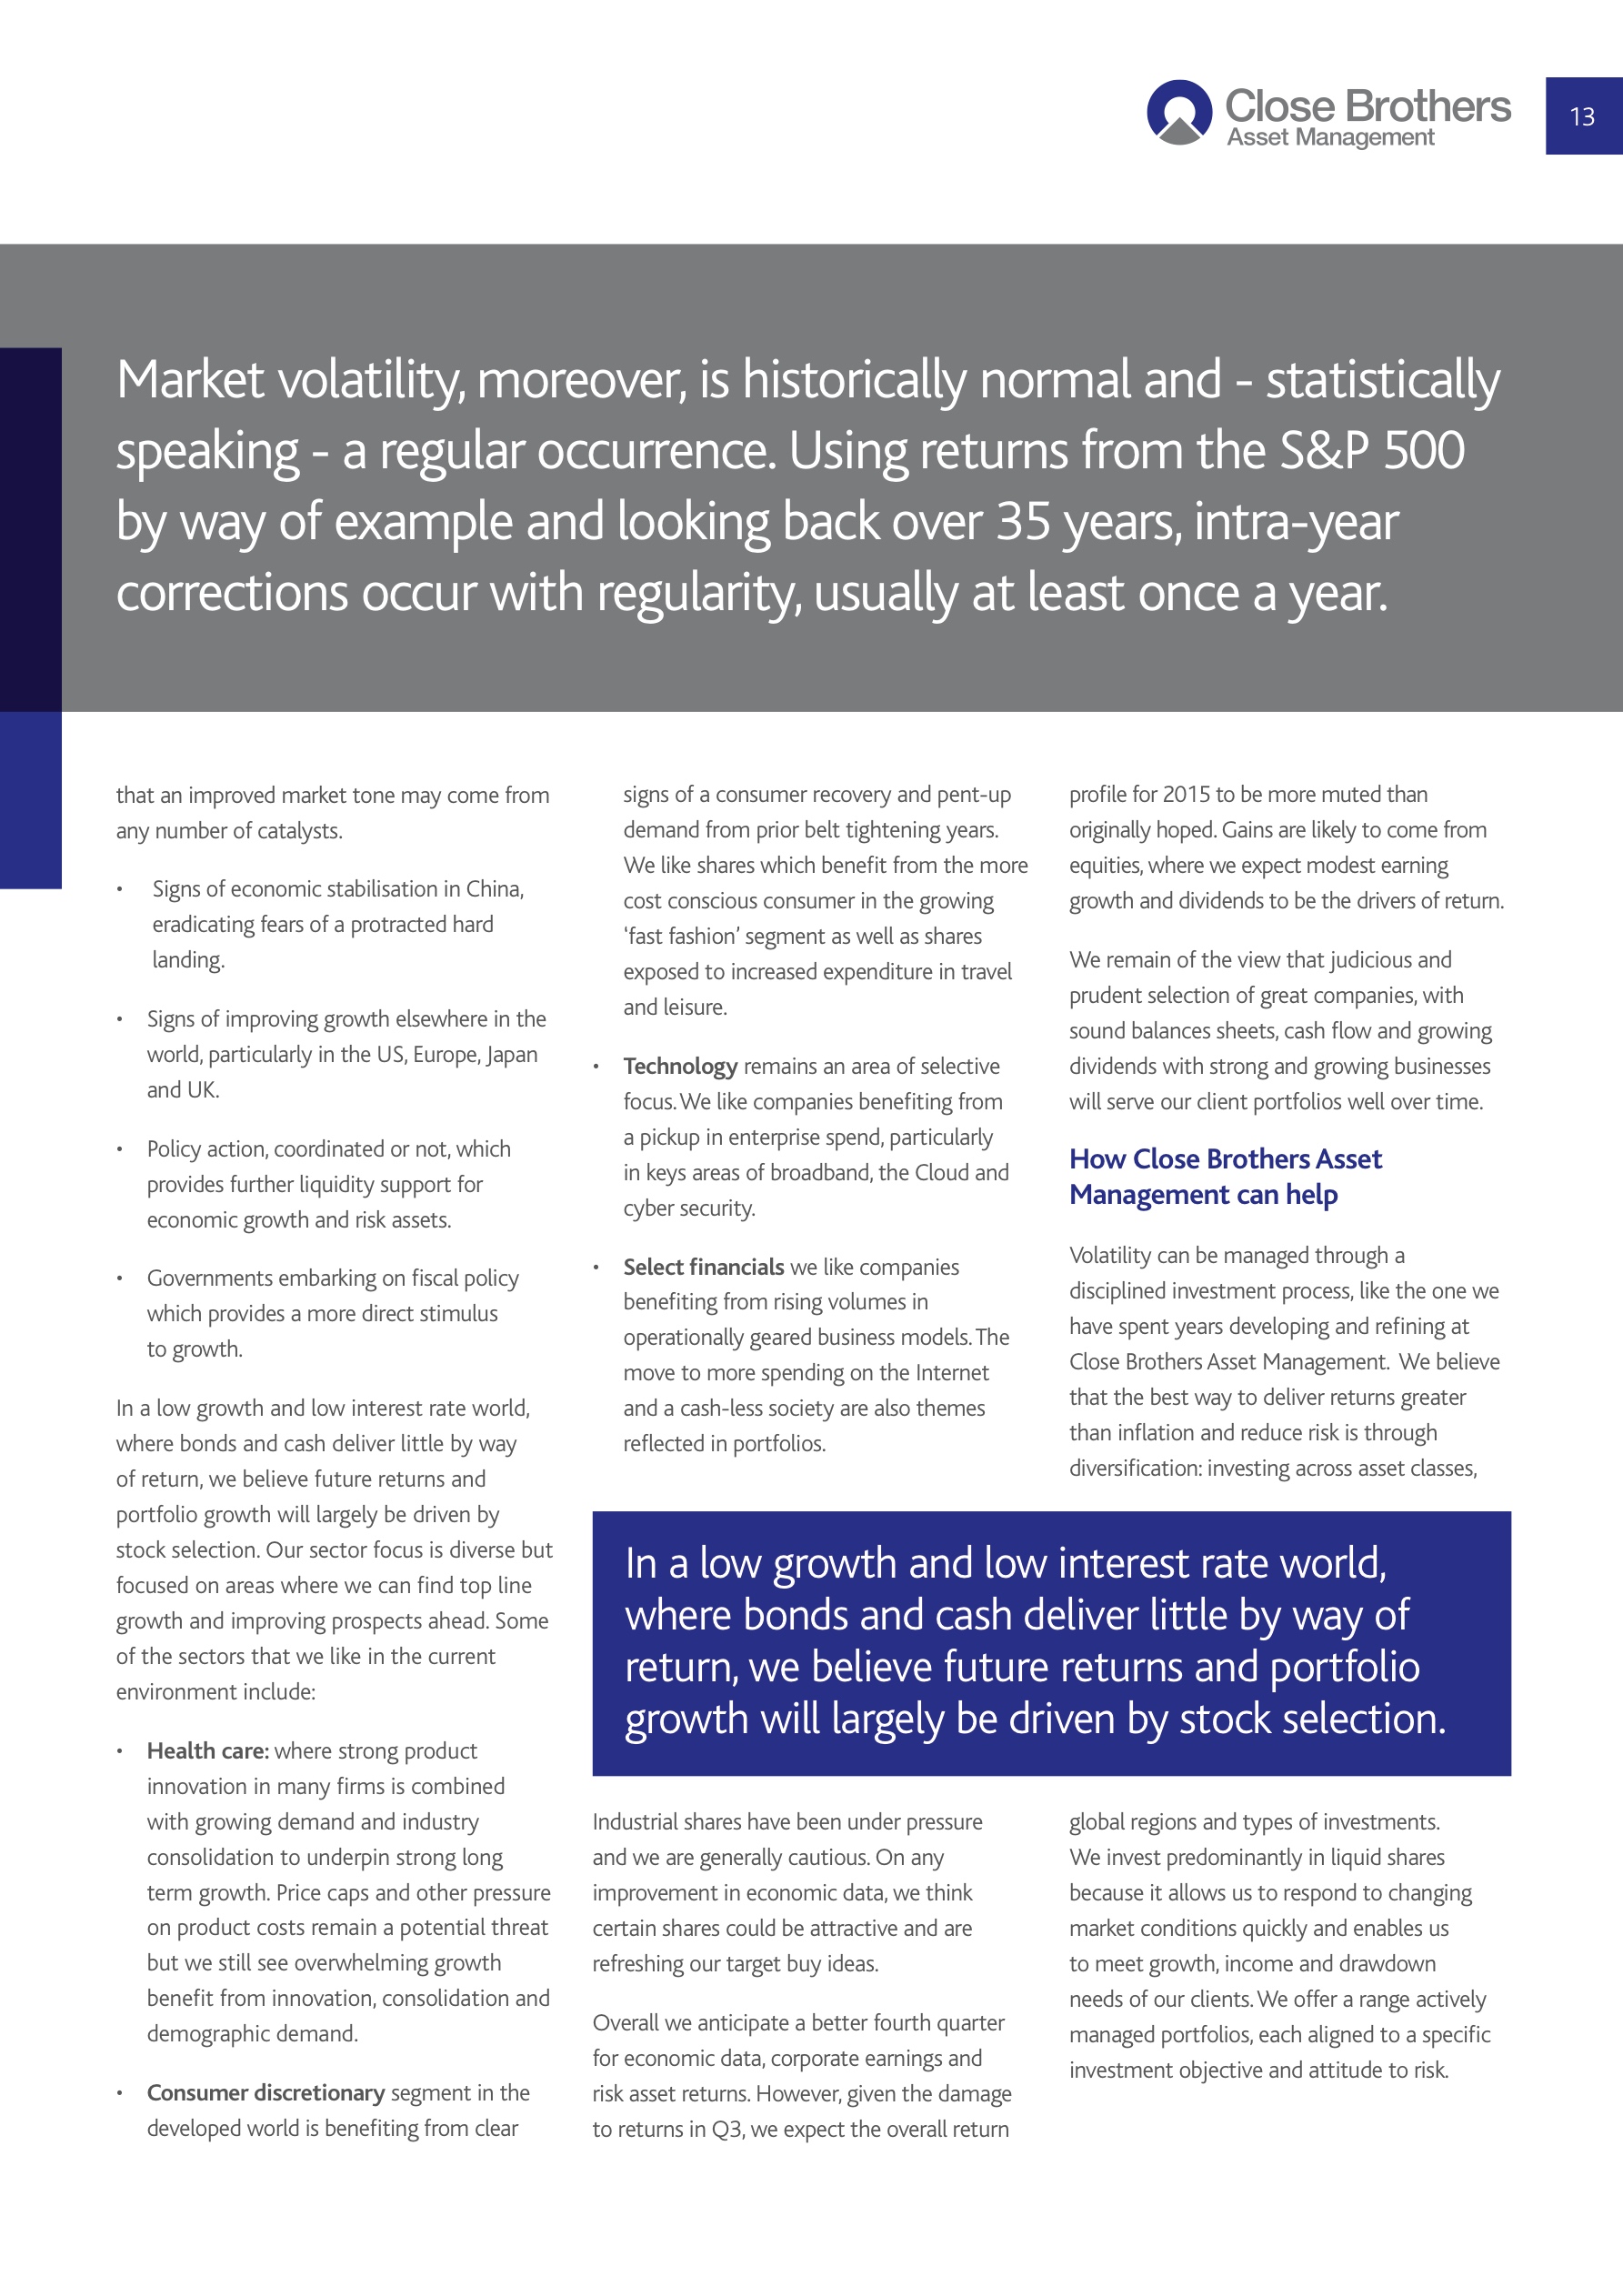 Close Brothers
Asset Management
13
Market volatility, moreover, is historically normal and - statistically
speaking - a regular occurrence. Using returns from the S&P 500
by way of example and looking back over 35 years, intra-year
corrections occur with regularity, usually at least once a year.
that an improved market tone may come from
any number of catalysts.
• Signs of economic stabilisation in China,
eradicating fears of a protracted hard
landing.
• Signs of improving growth elsewhere in the
world, particularly in the US, Europe, Japan
and UK.
• Policy action, coordinated or not, which
provides further liquidity support for
economic growth and risk assets.
• Governments embarking on fiscal policy
which provides a more direct stimulus
to growth.
In a low growth and low interest rate world,
where bonds and cash deliver little by way
of return, we believe future returns and
portfolio growth will largely be driven by
stock selection. Our sector focus is diverse but
focused on areas where we can find top line
growth and improving prospects ahead. Some
of the sectors that we like in the current
environment include:
• Health care: where strong product
innovation in many firms is combined
with growing demand and industry
consolidation to underpin strong long
term growth. Price caps and other pressure
on product costs remain a potential threat
but we still see overwhelming growth
benefit from innovation, consolidation and
demographic demand.
• Consumer discretionary segment in the
developed world is benefiting from clear
signs of a consumer recovery and pent-up
demand from prior belt tightening years.
We like shares which benefit from the more
cost conscious consumer in the growing
‘fast fashion’ segment as well as shares
exposed to increased expenditure in travel
and leisure.
• Technology remains an area of selective
focus. We like companies benefiting from
a pickup in enterprise spend, particularly
in keys areas of broadband, the Cloud and
cyber security.
• Select financials we like companies
benefiting from rising volumes in
operationally geared business models. The
move to more spending on the Internet
and a cash-less society are also themes
reflected in portfolios.
In a low growth and low interest rate world,
where bonds and cash deliver little by way of
return, we believe future returns and portfolio
growth will largely be driven by stock selection.
Industrial shares have been under pressure
and we are generally cautious. On any
improvement in economic data, we think
certain shares could be attractive and are
refreshing our target buy ideas.
Overall we anticipate a better fourth quarter
for economic data, corporate earnings and
risk asset returns. However, given the damage
to returns in Q3, we expect the overall return
profile for 2015 to be more muted than
originally hoped. Gains are likely to come from
equities, where we expect modest earning
growth and dividends to be the drivers of return.
We remain of the view that judicious and
prudent selection of great companies, with
sound balances sheets, cash flow and growing
dividends with strong and growing businesses
will serve our client portfolios well over time.
How Close Brothers Asset
Management can help
Volatility can be managed through a
disciplined investment process, like the one we
have spent years developing and refining at
Close Brothers Asset Management. We believe
that the best way to deliver returns greater
than inflation and reduce risk is through
diversification: investing across asset classes,
global regions and types of investments.
We invest predominantly in liquid shares
because it allows us to respond to changing
market conditions quickly and enables us
to meet growth, income and drawdown
needs of our clients. We offer a range actively
managed portfolios, each aligned to a specific
investment objective and attitude to risk.